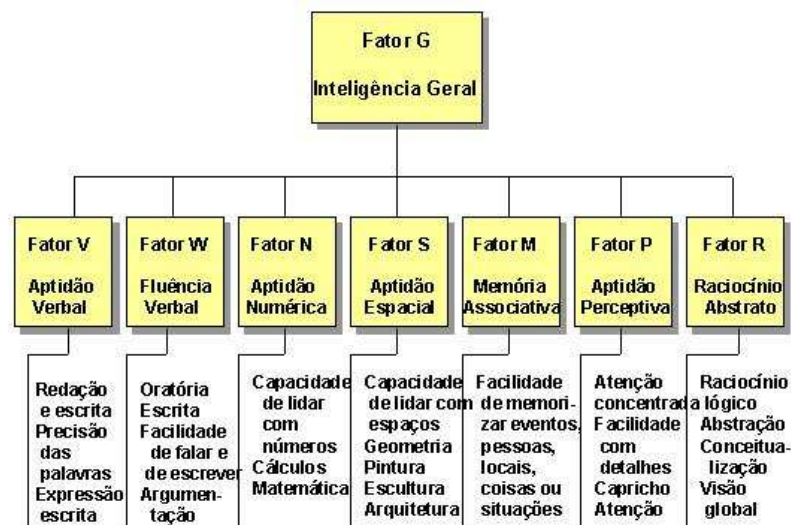 Fator G
Inteligência Geral
Fator V
Aptidão
Verbal
Fator W
Fluência
Verbal
Fator N
Aptidão
Numérica
Fator S
Aptidão
Espacial
Fator M
Memória
Associativa
Fator P
Aptidão
Perceptiva
Fator R
Raciocínio
Abstrato
Redação
e escrita
Precisão
das
palavras
Expressão
escrita
Oratória
Escrita
Facilidade
de falar e
de escrever
Argumen-
tação
Capacidade
de lidar
com
números
Cálculos
Matemática
Capacidade
de lidar com
espaços
Geometria
Pintura
Escultura
Arquitetura
Facilidade
de memori-
zar eventos,
pessoas,
locais,
coisas ou
situações
Atenção
concentrada
Facilidade
com
detalhes
Capricho
Atenção
Raciocínio
lógico
Abstração
Conceitua-
lização
Visão
global